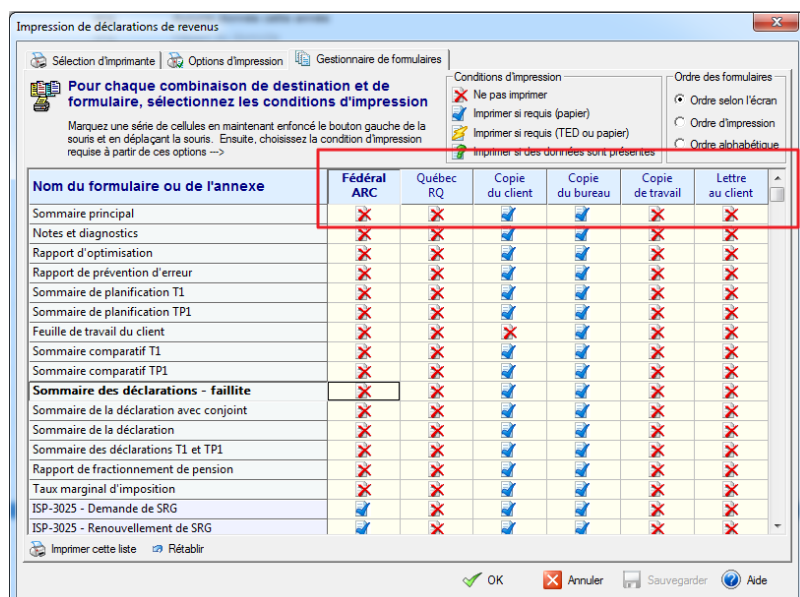 Impression de déclarations de revenus
Sélection d'imprimante
Options d'impression
Gestionnaire de formulaires
Pour chaque combinaison de destination et de
formulaire, sélectionnez les conditions d'impression
Marquez une série de cellules en maintenant enfoncé le bouton gauche de la
souris et en déplaçant la souris. Ensuite, choisissez la condition d'impression
requise à partir de ces options --->
Conditions d'impression
Ne pas imprimer
Imprimer si requis (papier)
Imprimer si requis (TED ou papier)
Imprimer si des données sont présentes
Ordre des formulaires
Ordre selon l'écran
Ordre d'impression
Ordre alphabétique
Nom du formulaire ou de l'annexe
Fédéral
ARC
Québec
RQ
Copie
du client
Copie
du bureau
Copie
de travail
Lettre
au client
Sommaire principal
Notes et diagnostics
Rapport d'optimisation
Rapport de prévention d'erreur
Sommaire de planification T1
Sommaire de planification TP1
Feuille de travail du client
Sommaire comparatif T1
Sommaire comparatif TP1
Sommaire des déclarations - faillite
Sommaire de la déclaration avec conjoint
Sommaire de la déclaration
Sommaire des déclarations T1 et TP1
Rapport de fractionnement de pension
Taux marginal d'imposition
ISP-3025 - Demande de SRG
ISP-3025 - Renouvellement de SRG
Imprimer cette liste
Rétablir
OK
Annuler
Sauvegarder
Aide